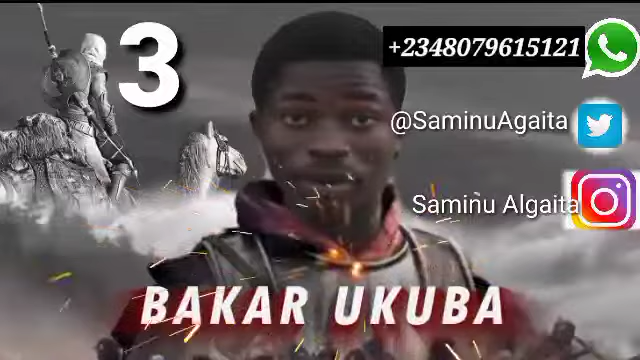 3
+2348079615121
@SaminuAgaita
Saminu Algaita
BAKAR UKUBA